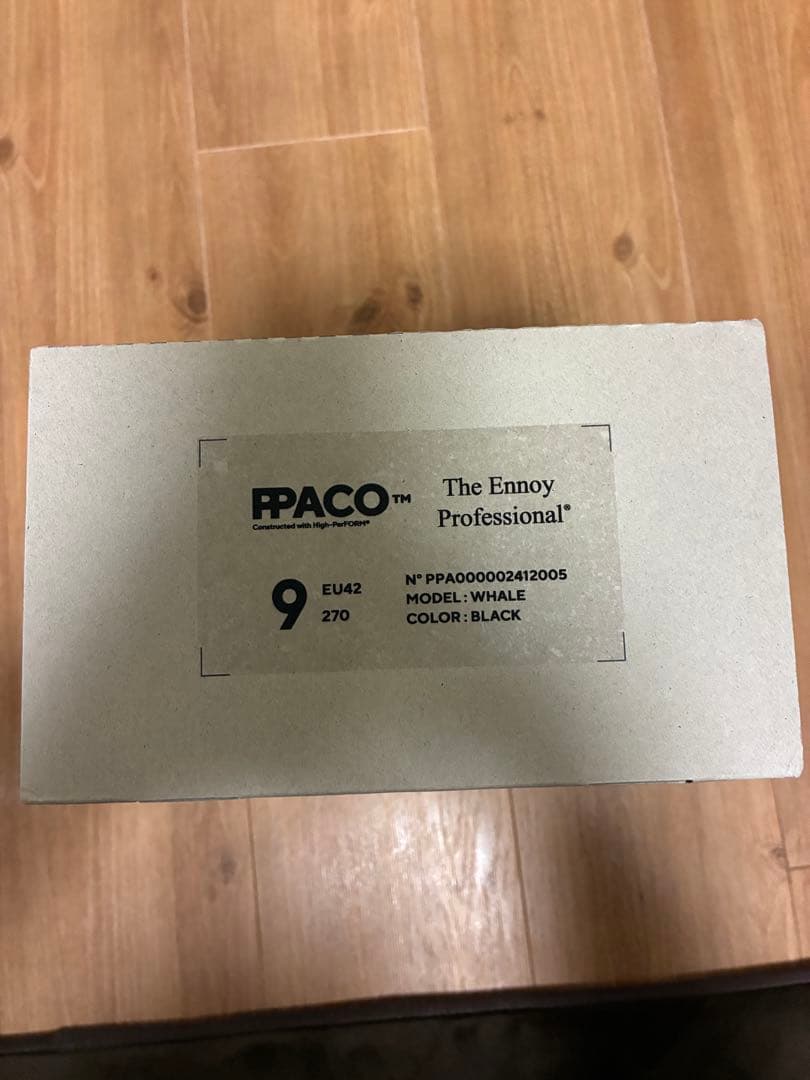 PPACO™
Constructed with High-PerFORM®
The Ennoy
Professional®
9
EU42
270
N° PPA000002412005
MODEL : WHALE
COLOR : BLACK